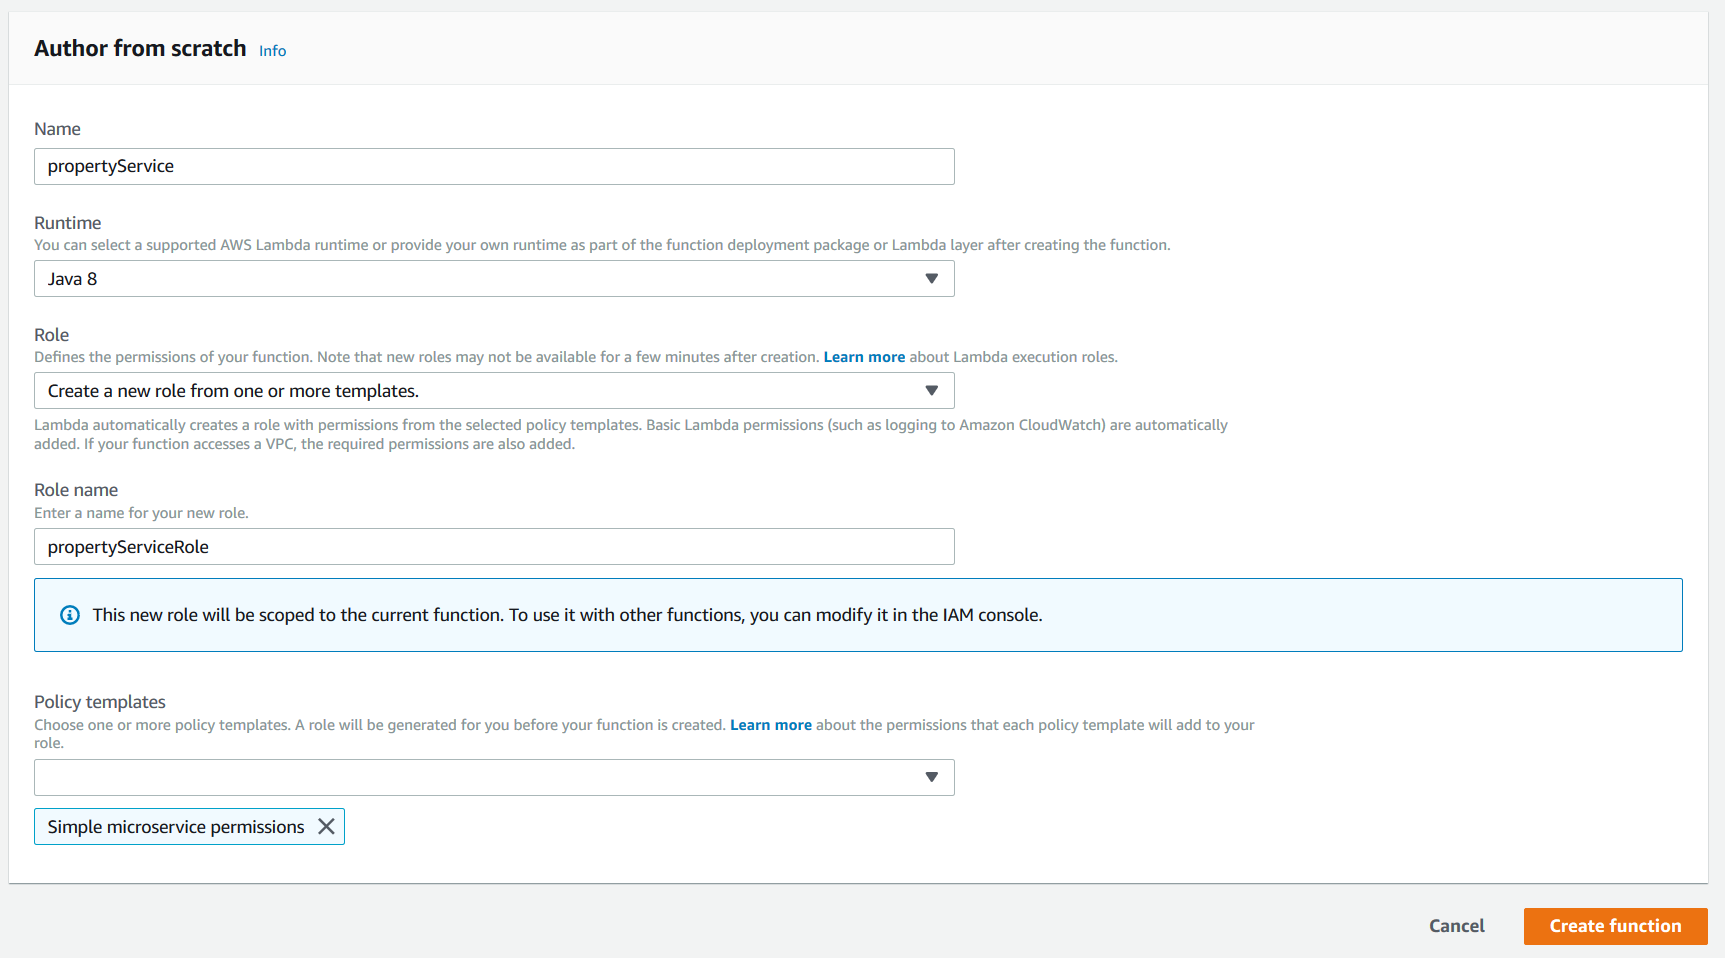 Author from scratch Info
Name
propertyService
Runtime
You can select a supported AWS Lambda runtime or provide your own runtime as part of the function deployment package or Lambda layer after creating the function.
Java 8
Role
Defines the permissions of your function. Note that new roles may not be available for a few minutes after creation. Learn more about Lambda execution roles.
Create a new role from one or more templates.
Lambda automatically creates a role with permissions from the selected policy templates. Basic Lambda permissions (such as logging to Amazon CloudWatch) are automatically
added. If your function accesses a VPC, the required permissions are also added.
Role name
Enter a name for your new role.
propertyServiceRole
This new role will be scoped to the current function. To use it with other functions, you can modify it in the IAM console.
Policy templates
Choose one or more policy templates. A role will be generated for you before your function is created. Learn more about the permissions that each policy template will add to your
role.
Simple microservice permissions
Cancel
Create function